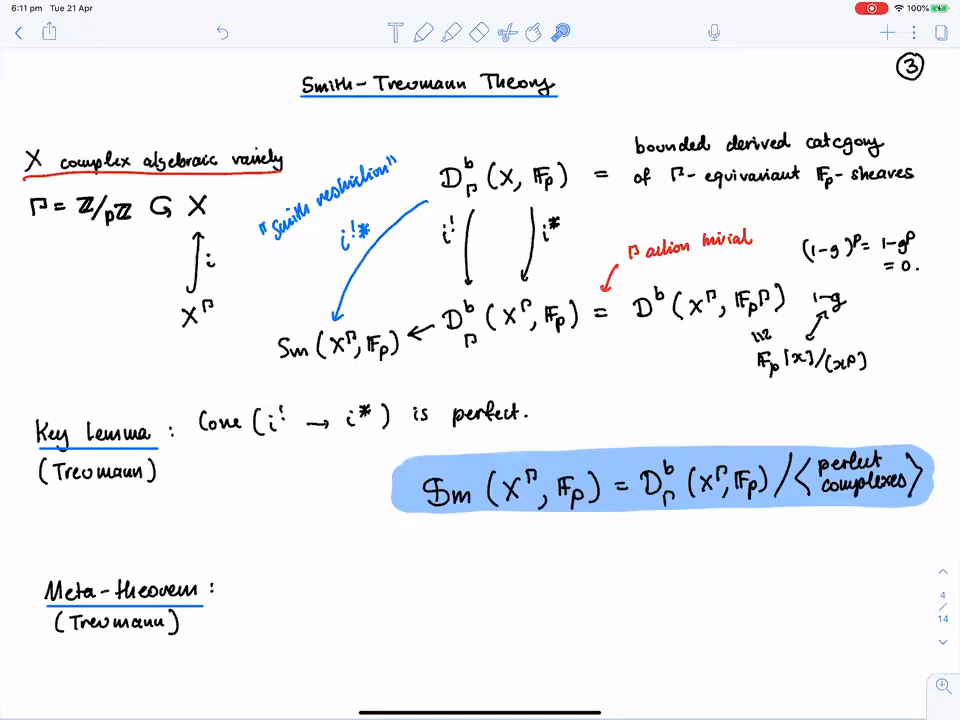 6:11 pm Tue 21 Apr
100%
③
Smith-Treumann Theory
X complex algebraic variety
Γ = ℤ/pℤ ↻ X
i
X^Γ
"Smith restriction"
i^!*
D^b_Γ (X, 𝔽_p) = bounded derived category
of Γ-equivariant 𝔽_p-sheaves
i^! i^*
Γ action trivial
(1-g)^p = 1-g^p
= 0.
Sm (X^Γ, 𝔽_p) ← D^b_Γ (X^Γ, 𝔽_p) = D^b (X^Γ, 𝔽_pΓ)
1-g
𝔽_p[x]/(x^p)
Key Lemma : Cone (i^! → i^*) is perfect.
(Treumann)
Sm (X^Γ, 𝔽_p) = D^b_Γ (X^Γ, 𝔽_p) / ⟨perfect complexes⟩
Meta-theorem :
(Treumann)
4
/
14